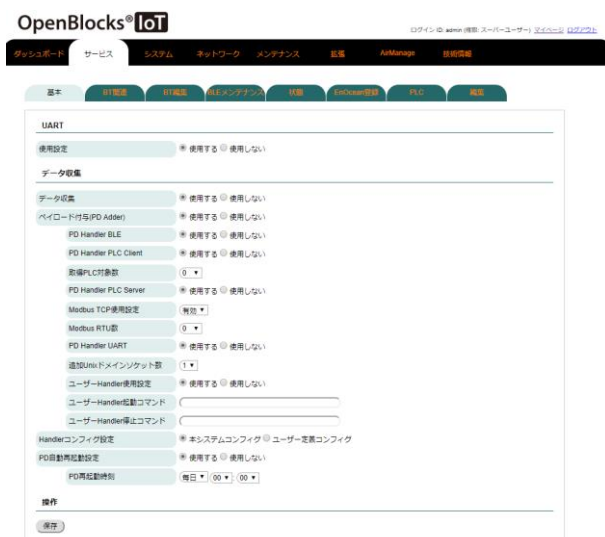 OpenBlocks® IoT
ログイン ID: admin (権限: スーパーユーザー) マイページ ログアウト
ダッシュボード サービス システム ネットワーク メンテナンス 拡張 AirManage 技術情報
基本 BT関連 BT編集 BLEメンテナンス 状態 EnOcean登録 PLC 編集
UART
使用設定 使用する 使用しない
データ収集
データ収集 使用する 使用しない
ペイロード付与(PD Adder) 使用する 使用しない
PD Handler BLE 使用する 使用しない
PD Handler PLC Client 使用する 使用しない
取得PLC対象数 0
PD Handler PLC Server 使用する 使用しない
Modbus TCP使用設定 有効
Modbus RTU数 0
PD Handler UART 使用する 使用しない
追加Unixドメインソケット数 1
ユーザーHandler使用設定 使用する 使用しない
ユーザーHandler起動コマンド
ユーザーHandler停止コマンド
Handlerコンフィグ設定 本システムコンフィグ ユーザー定義コンフィグ
PD自動再起動設定 使用する 使用しない
PD再起動時刻 毎日 00 : 00
操作
保存